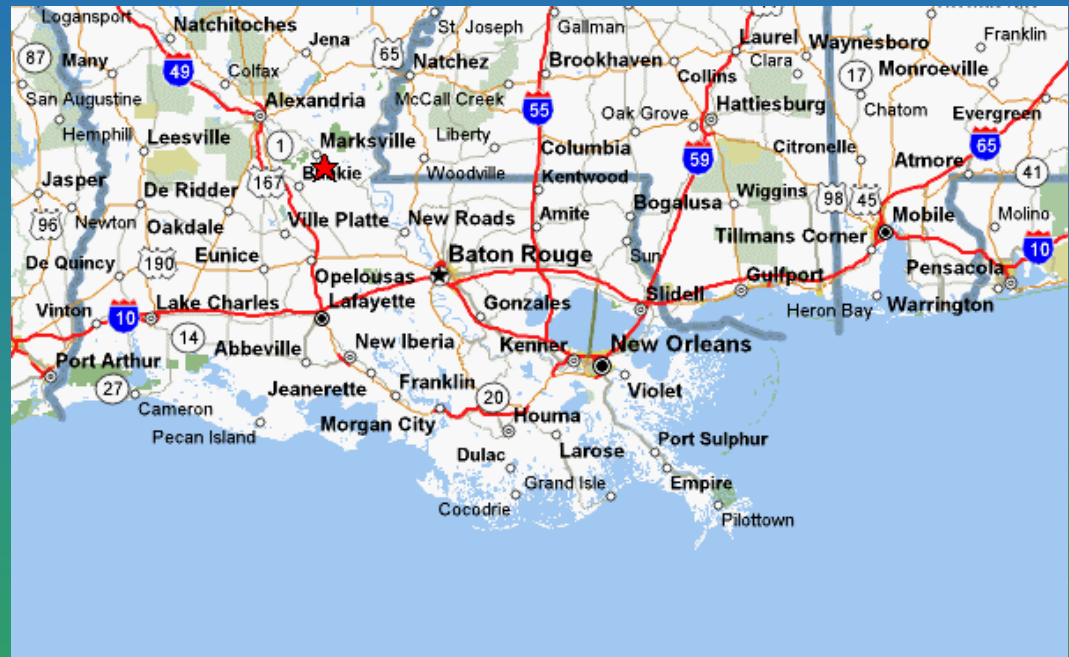 Logansport
Natchitoches
St. Joseph
Gallman
Laurel
Waynesboro
Franklin
87
Many
49
Jena
65
Natchez
Brookhaven
Collins
Clara
17
Monroeville
Colfax
San Augustine
Alexandria
McCall Creek
55
Oak Grove
Hattiesburg
Chatom
Evergreen
Hemphill
Leesville
1
Marksville
Liberty
Columbia
59
Citronelle
65
Atmore
Jasper
De Ridder
167
Woodville
Kentwood
Wiggins
98
45
41
96
Newton
Oakdale
Ville Platte
New Roads
Amite
Bogalusa
Mobile
Molino
De Quincy
190
Eunice
Baton Rouge
Sun
Tillmans Corner
10
Opelousas
Gulfport
Pensacola
Vinton
10
Lake Charles
Lafayette
Gonzales
Slidell
Heron Bay
Warrington
14
Abbeville
New Iberia
Kenner
New Orleans
Port Arthur
27
Jeanerette
Franklin
20
Violet
Cameron
Morgan City
Houma
Pecan Island
Dulac
Larose
Port Sulphur
Grand Isle
Empire
Cocodrie
Pilottown